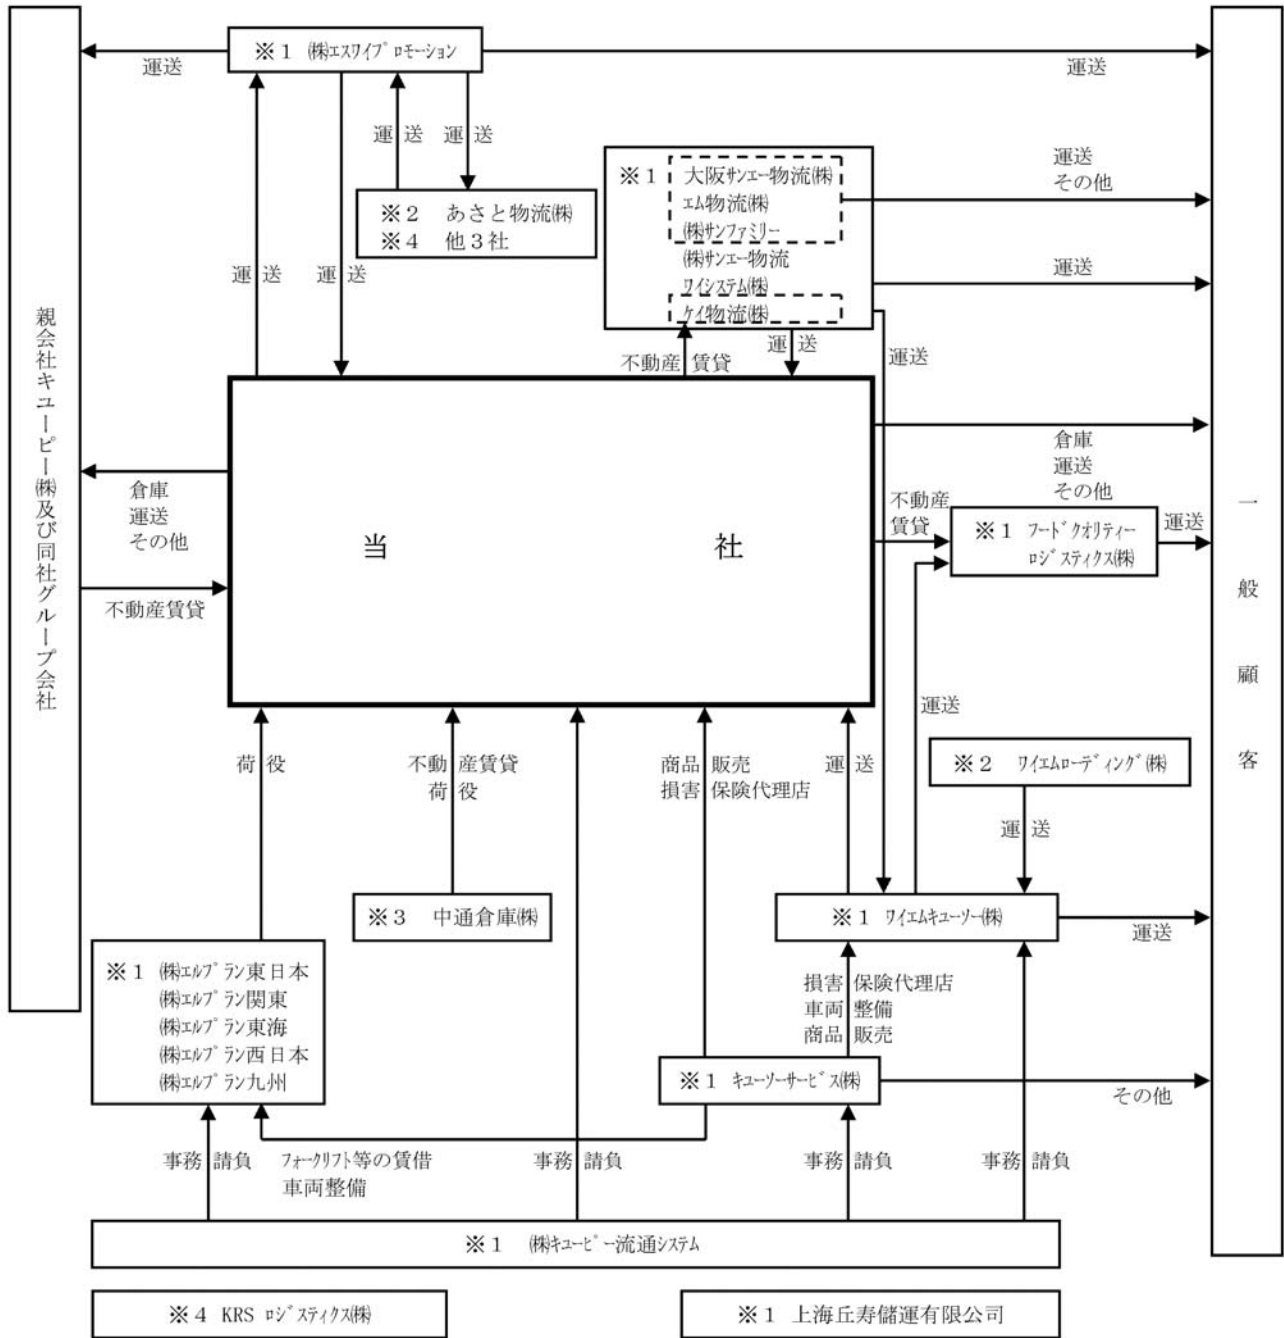 ※１ ㈱エスワイプロモーション
運送
運送
運送
運送
※２ あさと物流㈱
※４ 他３社
※１ 大阪サンエー物流㈱
エム物流㈱
㈱サンファミリー
㈱サンエー物流
ワイシステム㈱
ケイ物流㈱
運送
その他
運送
運送
運送
不動産賃貸
運送
運送
親会社キユーピー㈱及び同社グループ会社
当社
一般顧客
倉庫
運送
その他
倉庫
運送
その他
不動産賃貸
不動産
賃貸
※１ フードクオリティー
ロジスティクス㈱
運送
運送
荷役
不動産賃貸
荷役
商品販売
損害保険代理店
運送
※２ ワイエムローディング㈱
運送
※３ 中通倉庫㈱
※１ ワイエムキユーソー㈱
運送
※１ ㈱エルプラン東日本
㈱エルプラン関東
㈱エルプラン東海
㈱エルプラン西日本
㈱エルプラン九州
損害保険代理店
車両整備
商品販売
※１ キユーソーサービス㈱
その他
事務請負
フォークリフト等の賃借
車両整備
事務請負
事務請負
事務請負
※１ ㈱キユーピー流通システム
※４ KRS ロジスティクス㈱
※１ 上海丘寿儲運有限公司